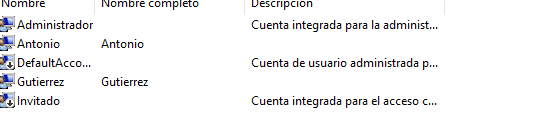 Nombre Nombre completo Descripción
Administrador Cuenta integrada para la administ...
Antonio Antonio
DefaultAcco... Cuenta de usuario administrada p...
Gutierrez Gutierrez
Invitado Cuenta integrada para el acceso c...